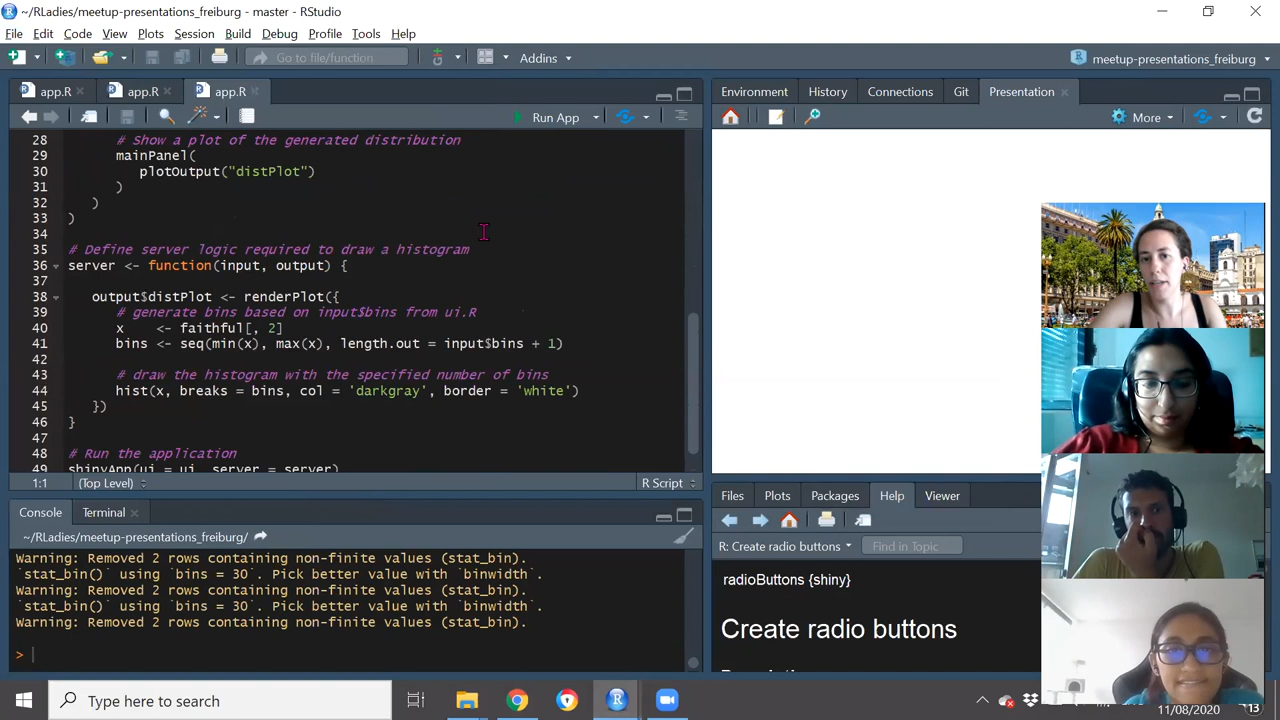 ~/RLadies/meetup-presentations_freiburg - master - RStudio
File Edit Code View Plots Session Build Debug Profile Tools Help
Go to file/function Addins meetup-presentations_freiburg
app.R app.R app.R
Run App
28 # Show a plot of the generated distribution
29 mainPanel(
30 plotOutput("distPlot")
31 )
32 )
33 )
34
35 # Define server logic required to draw a histogram
36 server <- function(input, output) {
37
38 output$distPlot <- renderPlot({
39 # generate bins based on input$bins from ui.R
40 x <- faithful[, 2]
41 bins <- seq(min(x), max(x), length.out = input$bins + 1)
42
43 # draw the histogram with the specified number of bins
44 hist(x, breaks = bins, col = 'darkgray', border = 'white')
45 })
46 }
47
48 # Run the application
49 shinyApp(ui = ui, server = server)
1:1 (Top Level) R Script
Console Terminal
~/RLadies/meetup-presentations_freiburg/
Warning: Removed 2 rows containing non-finite values (stat_bin).
`stat_bin()` using `bins = 30`. Pick better value with `binwidth`.
Warning: Removed 2 rows containing non-finite values (stat_bin).
`stat_bin()` using `bins = 30`. Pick better value with `binwidth`.
Warning: Removed 2 rows containing non-finite values (stat_bin).
>
Environment History Connections Git Presentation
More
Files Plots Packages Help Viewer
R: Create radio buttons Find in Topic
radioButtons {shiny}
Create radio buttons
Type here to search
11/08/2020
13